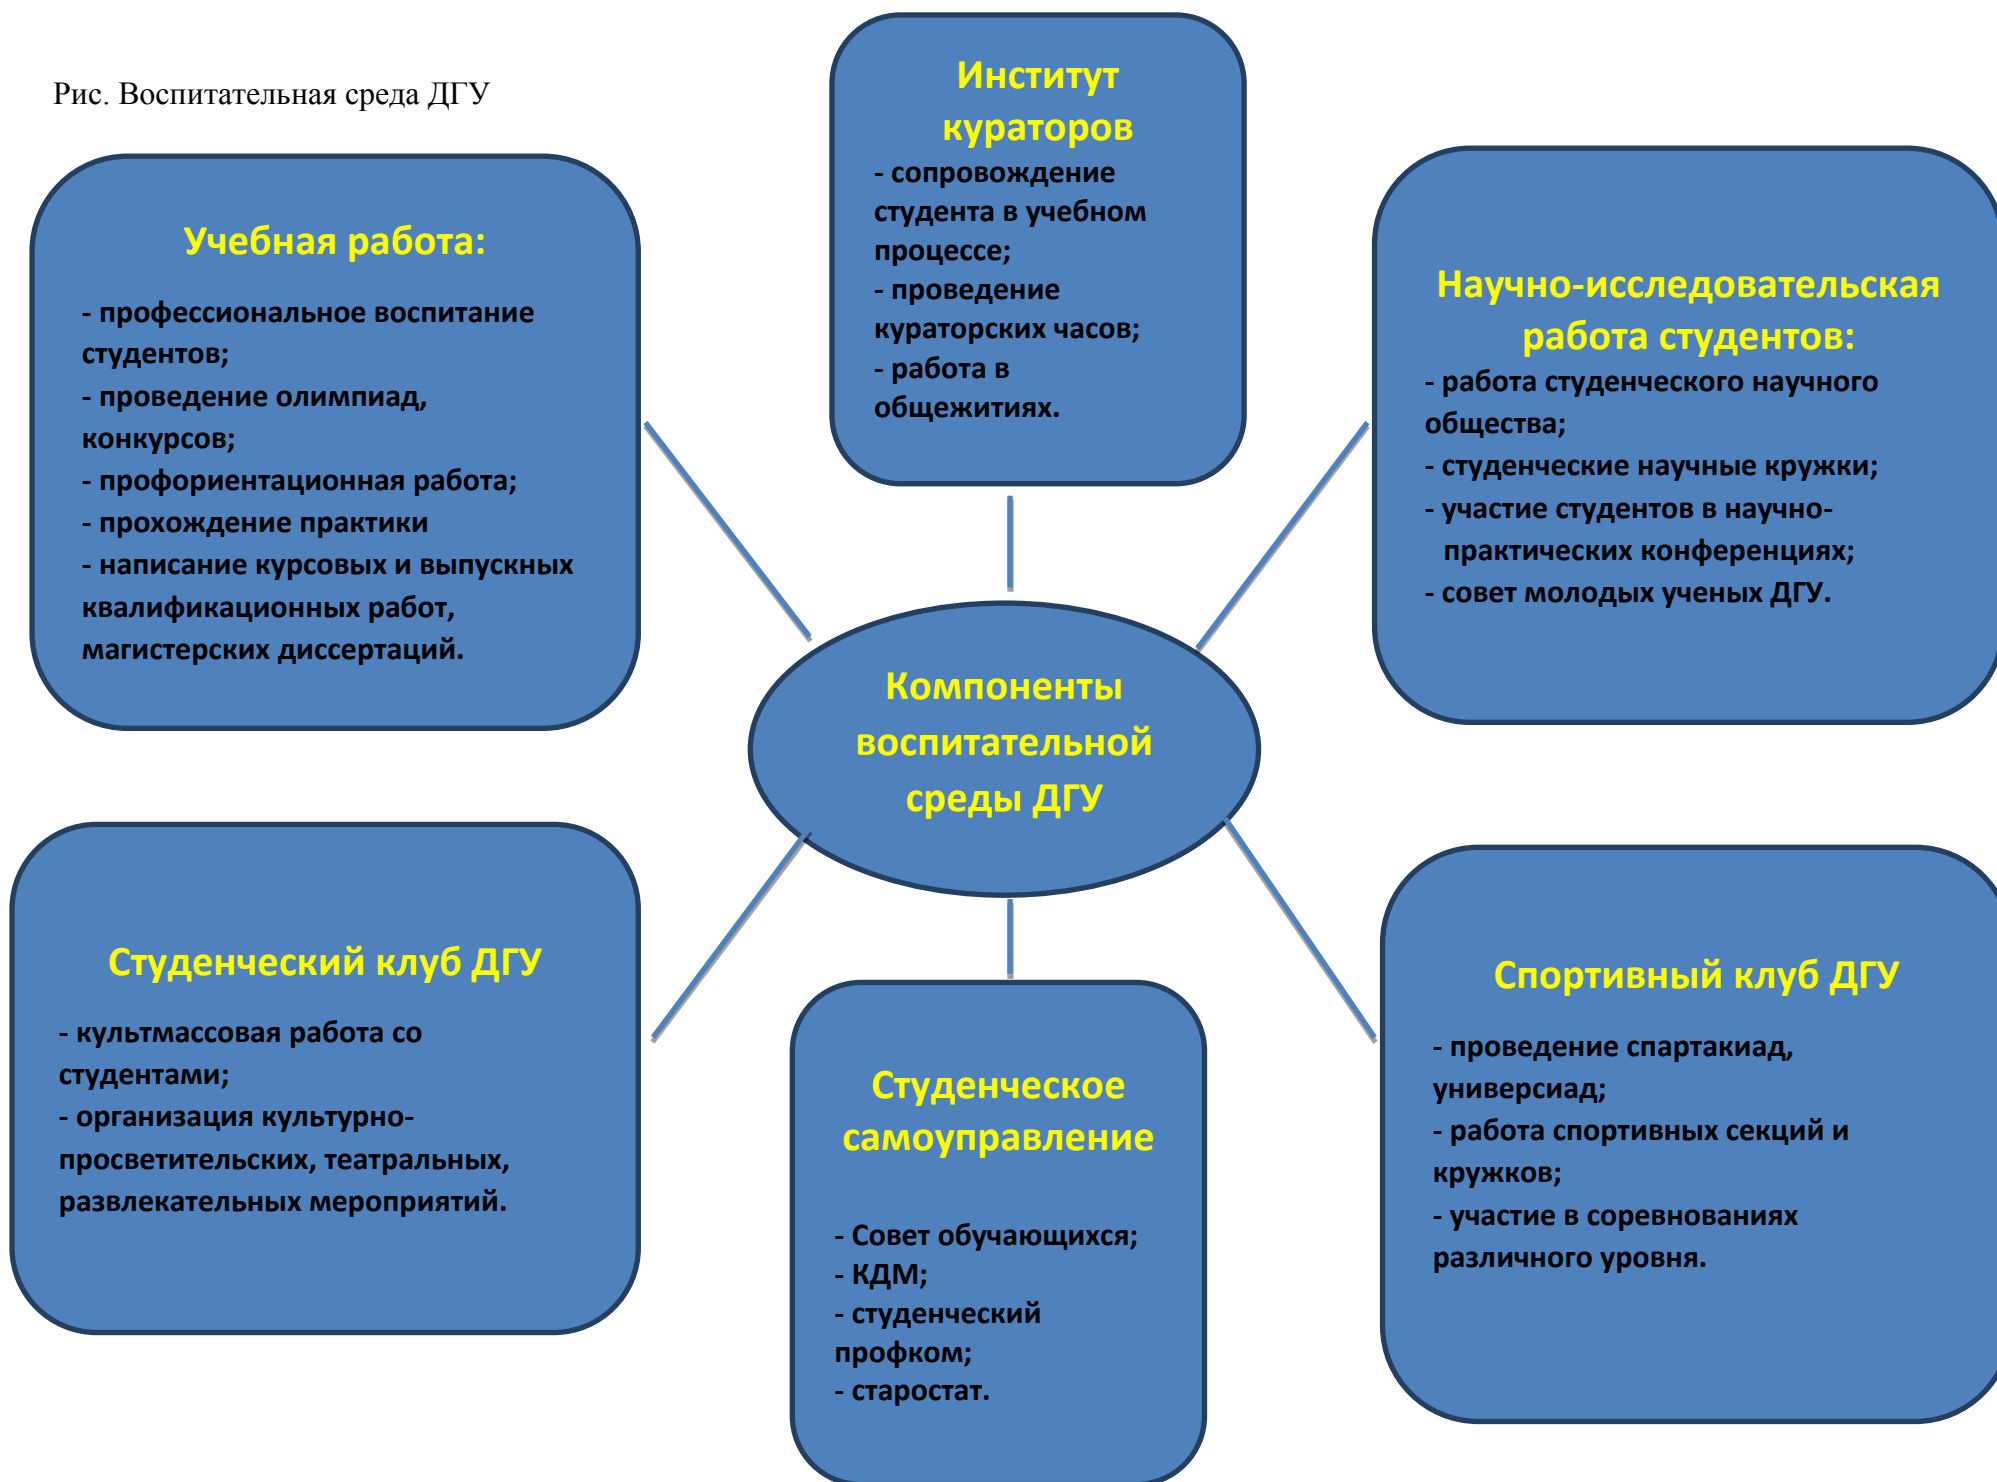 Рис. Воспитательная среда ДГУ
Институт
кураторов
- сопровождение
студента в учебном
процессе;
- проведение
кураторских часов;
- работа в
общежитиях.
Учебная работа:
- профессиональное воспитание
студентов;
- проведение олимпиад,
конкурсов;
- профориентационная работа;
- прохождение практики
- написание курсовых и выпускных
квалификационных работ,
магистерских диссертаций.
Научно-исследовательская
работа студентов:
- работа студенческого научного
общества;
- студенческие научные кружки;
- участие студентов в научно-
практических конференциях;
- совет молодых ученых ДГУ.
Компоненты
воспитательной
среды ДГУ
Студенческий клуб ДГУ
- культмассовая работа со
студентами;
- организация культурно-
просветительских, театральных,
развлекательных мероприятий.
Студенческое
самоуправление
- Совет обучающихся;
- КДМ;
- студенческий
профком;
- старостат.
Спортивный клуб ДГУ
- проведение спартакиад,
универсиад;
- работа спортивных секций и
кружков;
- участие в соревнованиях
различного уровня.